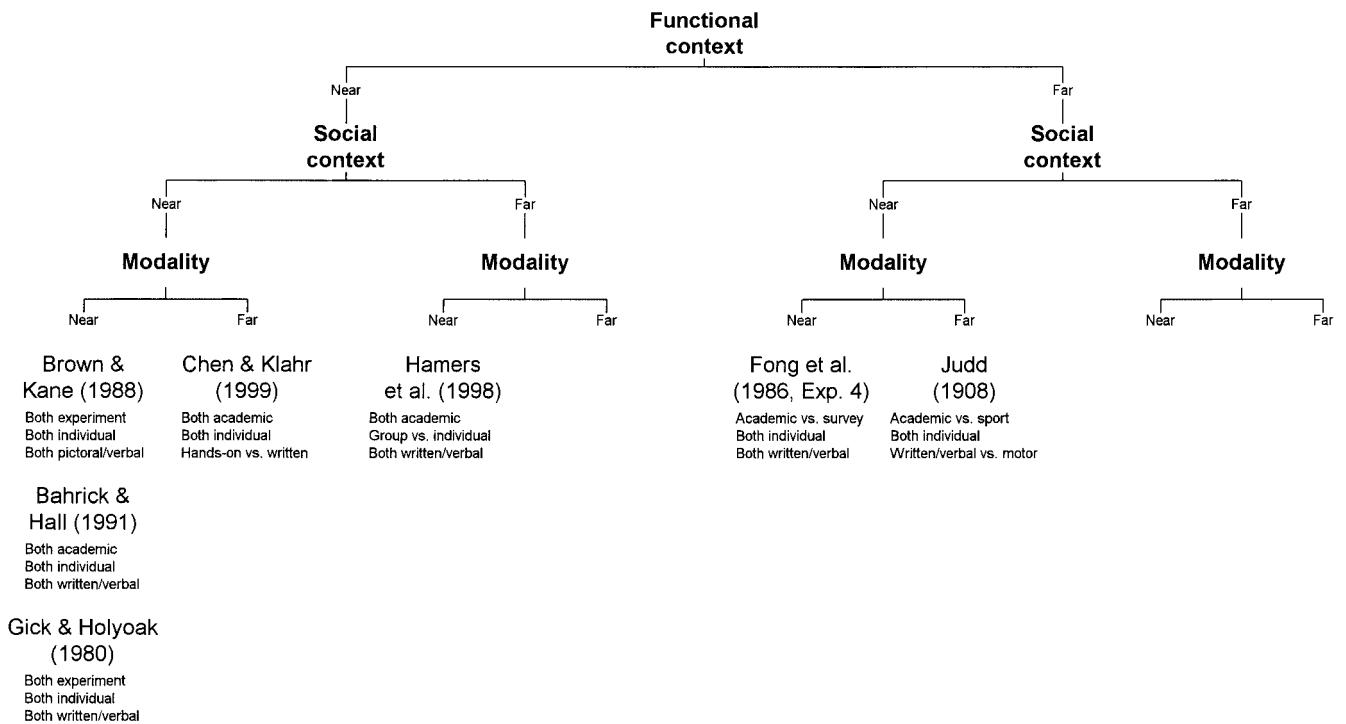 Functional
context
Near
Far
Social
context
Social
context
Near
Far
Near
Far
Modality
Modality
Modality
Modality
Near
Far
Near
Far
Near
Far
Near
Far
Brown &
Kane (1988)
Both experiment
Both individual
Both pictoral/verbal
Chen & Klahr
(1999)
Both academic
Both individual
Hands-on vs. written
Hamers
et al. (1998)
Both academic
Group vs. individual
Both written/verbal
Fong et al.
(1986, Exp. 4)
Academic vs. survey
Both individual
Both written/verbal
Judd
(1908)
Academic vs. sport
Both individual
Written/verbal vs. motor
Bahrick &
Hall (1991)
Both academic
Both individual
Both written/verbal
Gick & Holyoak
(1980)
Both experiment
Both individual
Both written/verbal